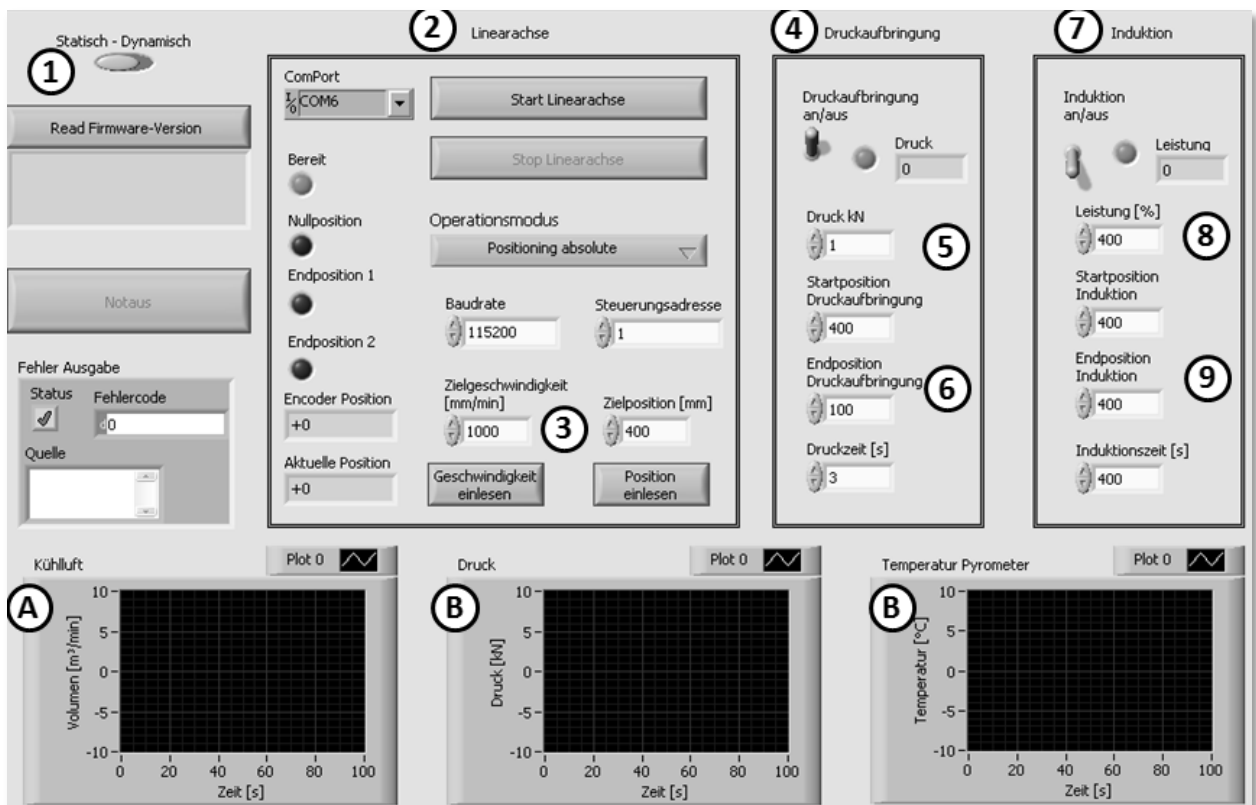 1
Statisch - Dynamisch
Read Firmware-Version
Notaus
Fehler Ausgabe
Status
Fehlercode
0
Quelle
2
Linearachse
ComPort
I/O COM6
Start Linearachse
Stop Linearachse
Bereit
Nullposition
Endposition 1
Endposition 2
Operationsmodus
Positioning absolute
Baudrate
115200
Steuerungsadresse
1
Encoder Position
+0
Aktuelle Position
+0
Zielgeschwindigkeit
[mm/min]
1000
3
Zielposition [mm]
400
Geschwindigkeit
einlesen
Position
einlesen
4
Druckaufbringung
Druckaufbringung
an/aus
Druck
0
Druck kN
1
5
Startposition
Druckaufbringung
400
Endposition
Druckaufbringung
100
6
Druckzeit [s]
3
7
Induktion
Induktion
an/aus
Leistung
0
Leistung [%]
400
8
Startposition
Induktion
400
Endposition
Induktion
400
9
Induktionszeit [s]
400
Kühlluft
Plot 0
A
Volumen [m³/min]
10
5
0
-5
-10
0 20 40 60 80 100
Zeit [s]
Druck
Plot 0
B
Druck [kN]
10
5
0
-5
-10
0 20 40 60 80 100
Zeit [s]
Temperatur Pyrometer
Plot 0
B
Temperatur [°C]
10
5
0
-5
-10
0 20 40 60 80 100
Zeit [s]